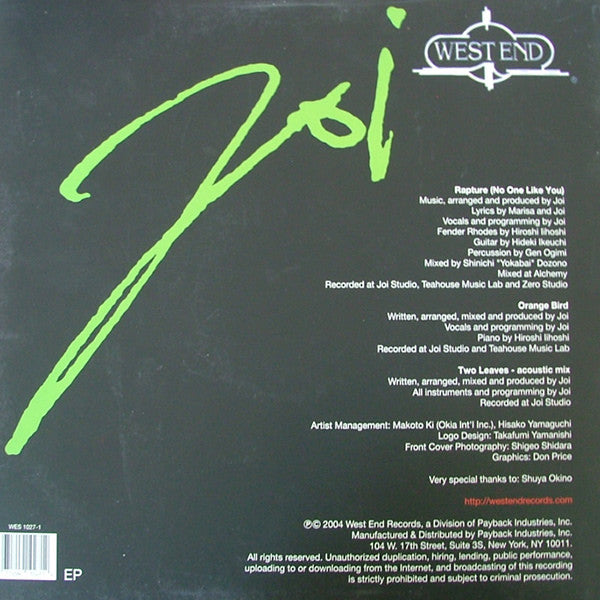 Joi
WEST END
®
Rapture (No One Like You)
Music, arranged and produced by Joi
Lyrics by Marisa and Joi
Vocals and programming by Joi
Fender Rhodes by Hiroshi Iihoshi
Guitar by Hideki Ikeuchi
Percussion by Gen Ogimi
Mixed by Shinichi "Yokabai" Dozono
Mixed at Alchemy
Recorded at Joi Studio, Teahouse Music Lab and Zero Studio
Orange Bird
Written, arranged, mixed and produced by Joi
Vocals and programming by Joi
Piano by Hiroshi Iihoshi
Recorded at Joi Studio and Teahouse Music Lab
Two Leaves - acoustic mix
Written, arranged, mixed and produced by Joi
All instruments and programming by Joi
Recorded at Joi Studio
Artist Management: Makoto Ki (Okia Int'l Inc.), Hisako Yamaguchi
Logo Design: Takafumi Yamanishi
Front Cover Photography: Shigeo Shidara
Graphics: Don Price
Very special thanks to: Shuya Okino
http://westendrecords.com
℗© 2004 West End Records, a Division of Payback Industries, Inc.
Manufactured & Distributed by Payback Industries, Inc.
104 W. 17th Street, Suite 3S, New York, NY 10011.
All rights reserved. Unauthorized duplication, hiring, lending, public performance,
uploading to or downloading from the Internet, and broadcasting of this recording
is strictly prohibited and subject to criminal prosecution.
WES 1027-1
EP